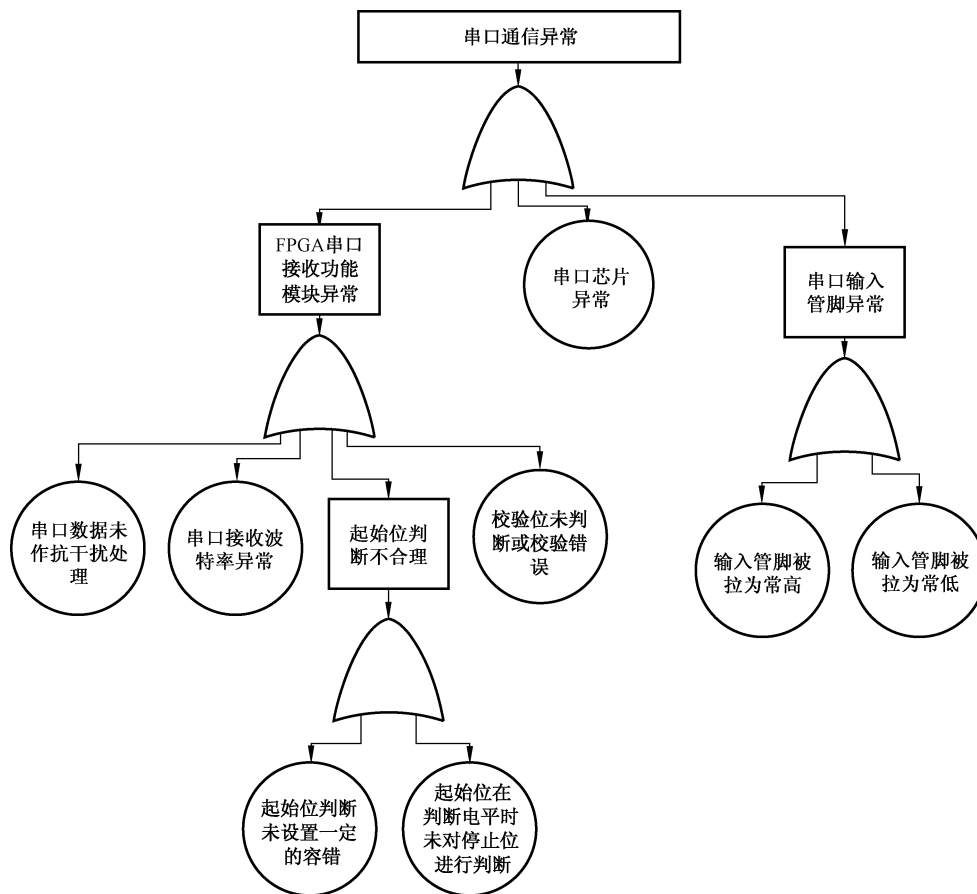 串口通信异常
FPGA串口
接收功能
模块异常
串口芯片
异常
串口输入
管脚异常
串口数据未
作抗干扰处
理
串口接收波
特率异常
起始位判
断不合理
校验位未判
断或校验错
误
输入管脚被
拉为常高
输入管脚被
拉为常低
起始位判断
未设置一定
的容错
起始位在
判断电平时
未对停止位
进行判断